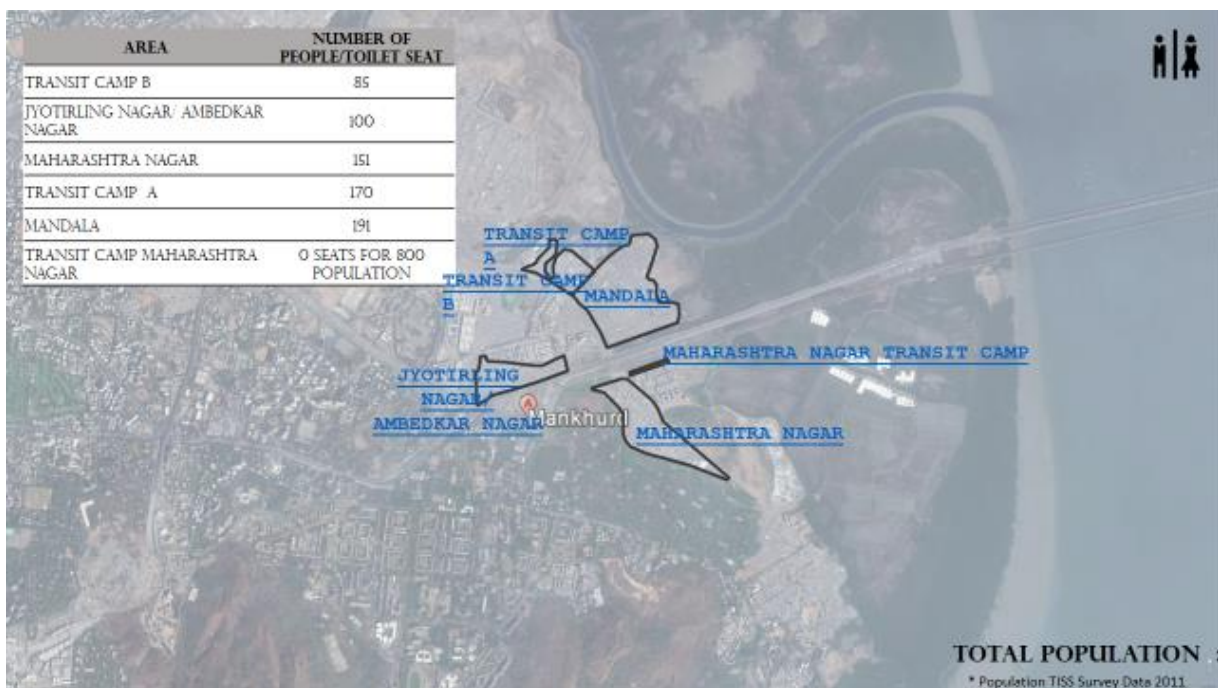 AREA
NUMBER OF
PEOPLE/TOILET SEAT
TRANSIT CAMP B 85
JYOTIRLING NAGAR/ AMBEDKAR
NAGAR
100
MAHARASHTRA NAGAR 151
TRANSIT CAMP A 170
MANDALA 191
TRANSIT CAMP MAHARASHTRA
NAGAR
0 SEATS FOR 800
POPULATION
TRANSIT CAMP
A
TRANSIT CAMP
B
MANDALA
MAHARASHTRA NAGAR TRANSIT CAMP
JYOTIRLING
NAGAR/
AMBEDKAR NAGAR
Mankhurd
MAHARASHTRA NAGAR
TOTAL POPULATION :
* Population TISS Survey Data 2011